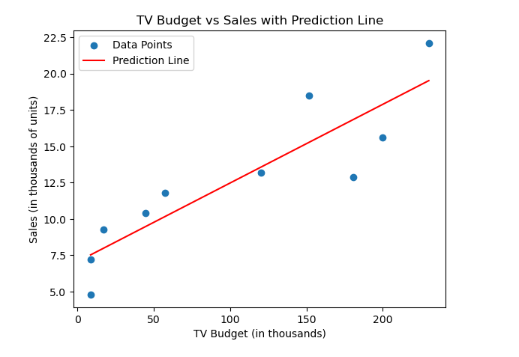 TV Budget vs Sales with Prediction Line
Data Points
Prediction Line
22.5
20.0
17.5
15.0
12.5
10.0
7.5
5.0
Sales (in thousands of units)
0 50 100 150 200
TV Budget (in thousands)